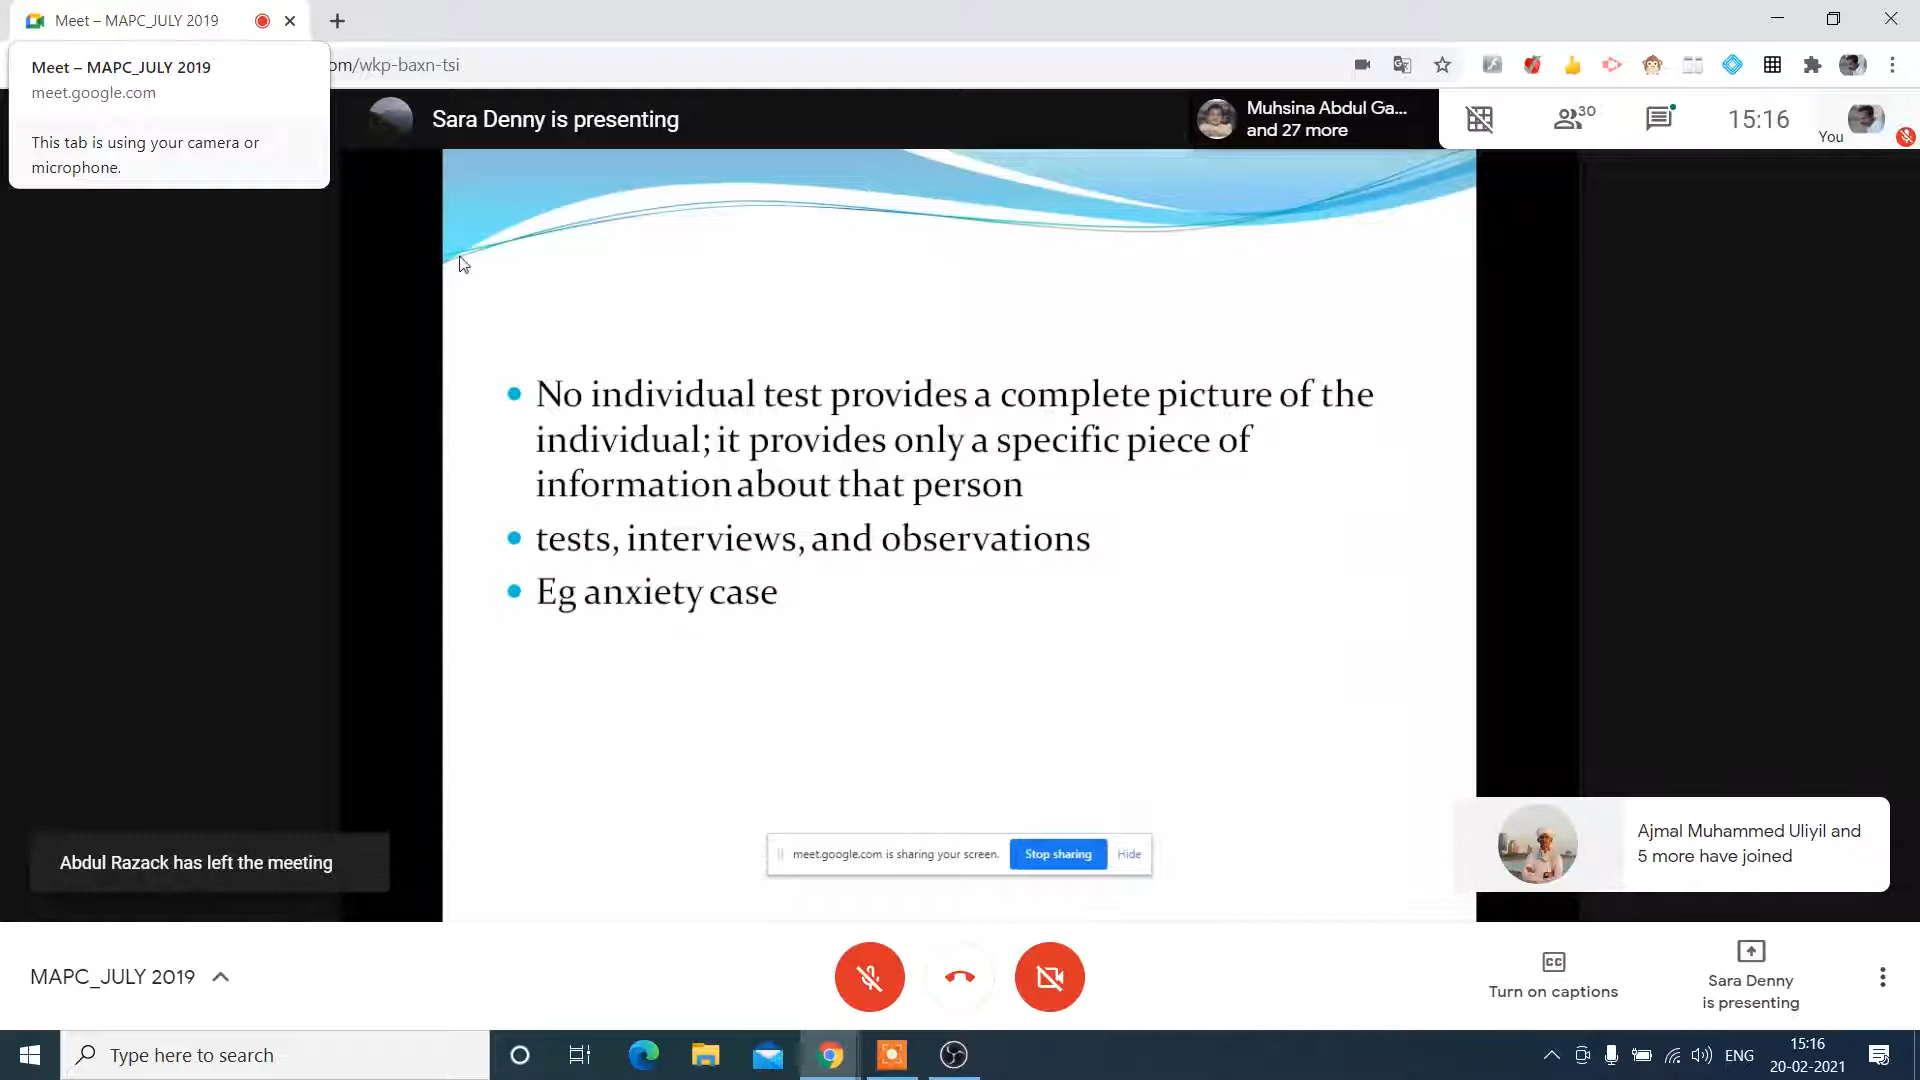 Meet – MAPC_JULY 2019
Meet – MAPC_JULY 2019
meet.google.com
This tab is using your camera or
microphone.
om/wkp-baxn-tsi
Sara Denny is presenting
Muhsina Abdul Ga...
and 27 more
30
15:16
You
No individual test provides a complete picture of the
individual; it provides only a specific piece of
information about that person
tests, interviews, and observations
Eg anxiety case
meet.google.com is sharing your screen.
Stop sharing
Hide
Abdul Razack has left the meeting
Ajmal Muhammed Uliyil and
5 more have joined
MAPC_JULY 2019
CC
Turn on captions
Sara Denny
is presenting
Type here to search
ENG
15:16
20-02-2021